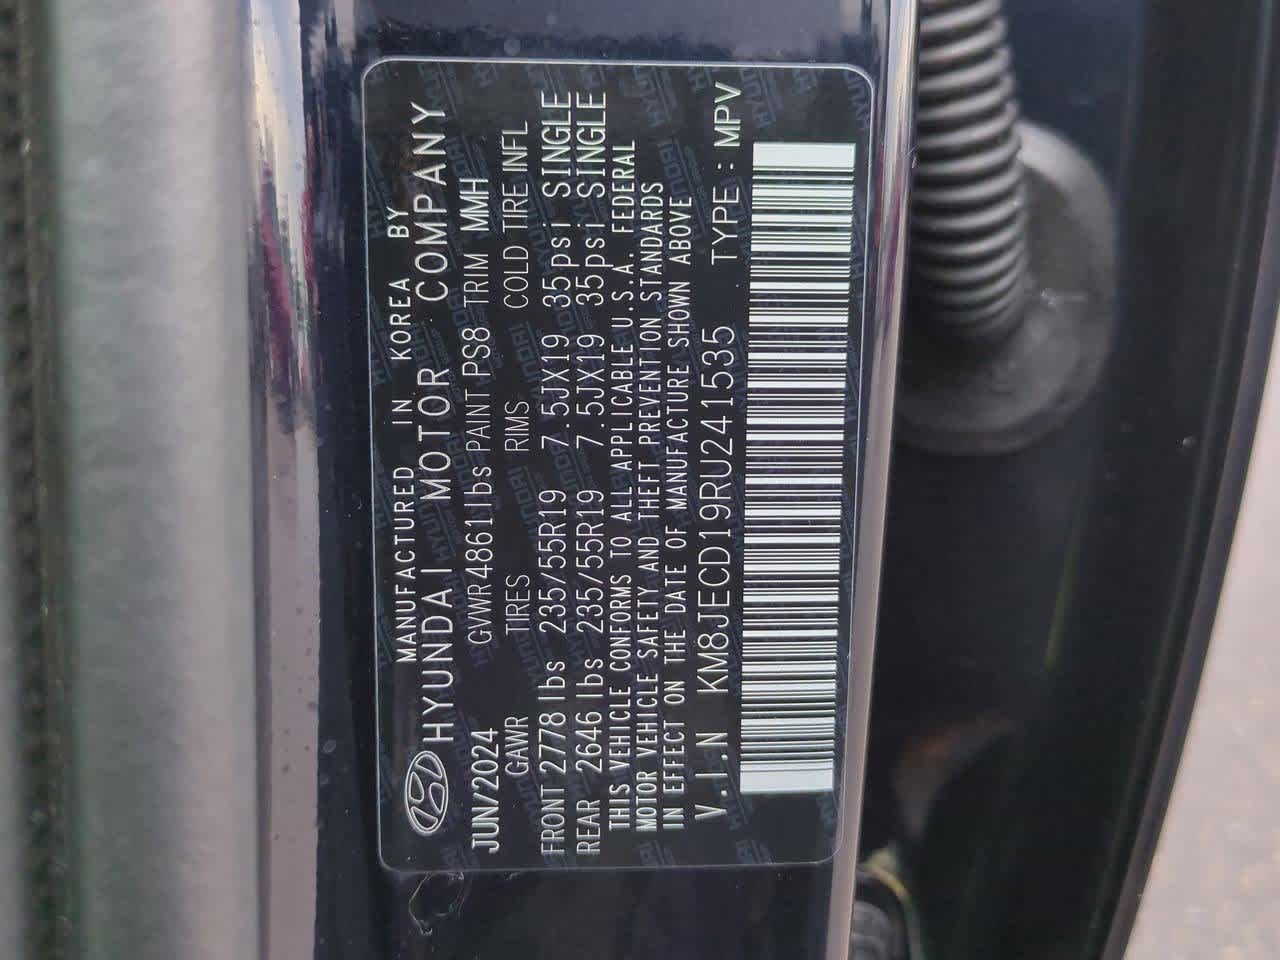 MANUFACTURED IN KOREA BY
HYUNDAI MOTOR COMPANY
JUN/2024 GVWR4861lbs PAINT PS8 TRIM MMH
GAWR TIRES RIMS COLD TIRE INFL
FRONT 2778 lbs 235/55R19 7.5JX19 35psi SINGLE
REAR 2646 lbs 235/55R19 7.5JX19 35psi SINGLE
THIS VEHICLE CONFORMS TO ALL APPLICABLE U.S.A. FEDERAL
MOTOR VEHICLE SAFETY AND THEFT PREVENTION STANDARDS
IN EFFECT ON THE DATE OF MANUFACTURE SHOWN ABOVE
V.I.N KM8JECD19RU241535 TYPE : MPV